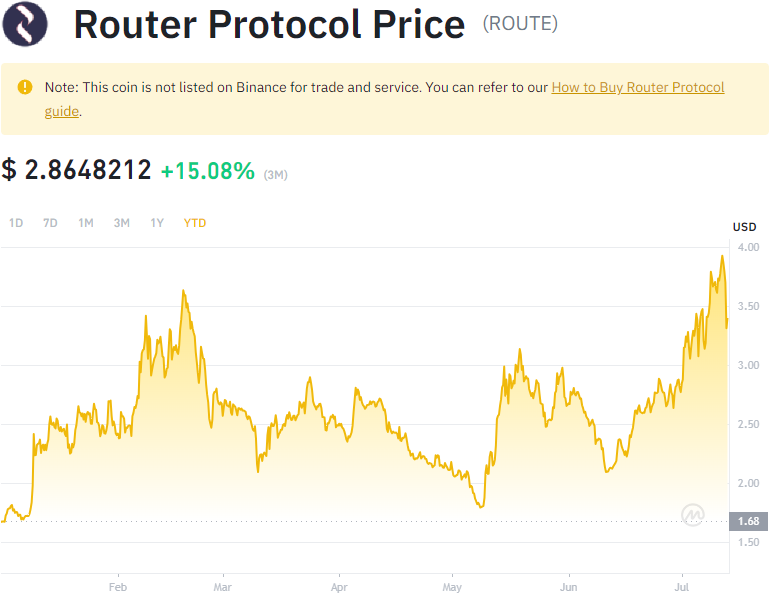 Router Protocol Price (ROUTE)
Note: This coin is not listed on Binance for trade and service. You can refer to our How to Buy Router Protocol
guide.
$ 2.8648212 +15.08% (3M)
1D 7D 1M 3M 1Y YTD
USD
4.00
3.50
3.00
2.50
2.00
1.68
1.50
Feb Mar Apr May Jun Jul